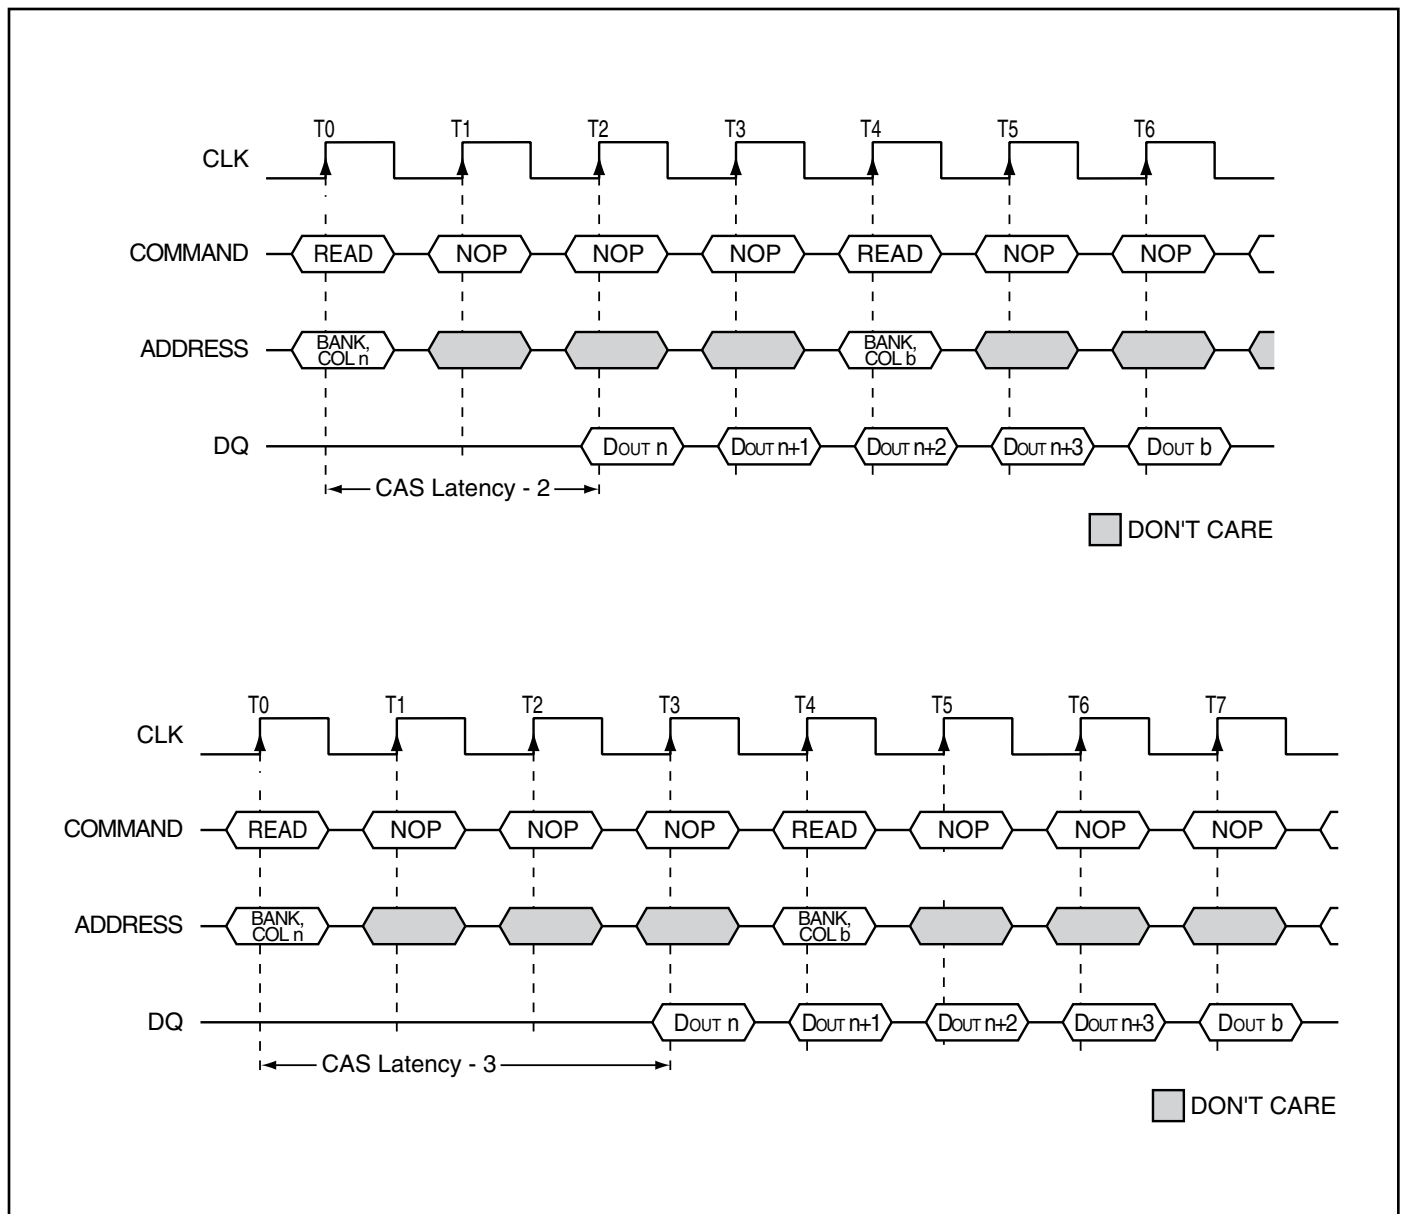 T0 T1 T2 T3 T4 T5 T6
CLK
COMMAND READ NOP NOP NOP READ NOP NOP
ADDRESS BANK, COL n BANK, COL b
DQ DOUT n DOUT n+1 DOUT n+2 DOUT n+3 DOUT b
CAS Latency - 2
DON'T CARE
T0 T1 T2 T3 T4 T5 T6 T7
CLK
COMMAND READ NOP NOP NOP READ NOP NOP NOP
ADDRESS BANK, COL n BANK, COL b
DQ DOUT n DOUT n+1 DOUT n+2 DOUT n+3 DOUT b
CAS Latency - 3
DON'T CARE